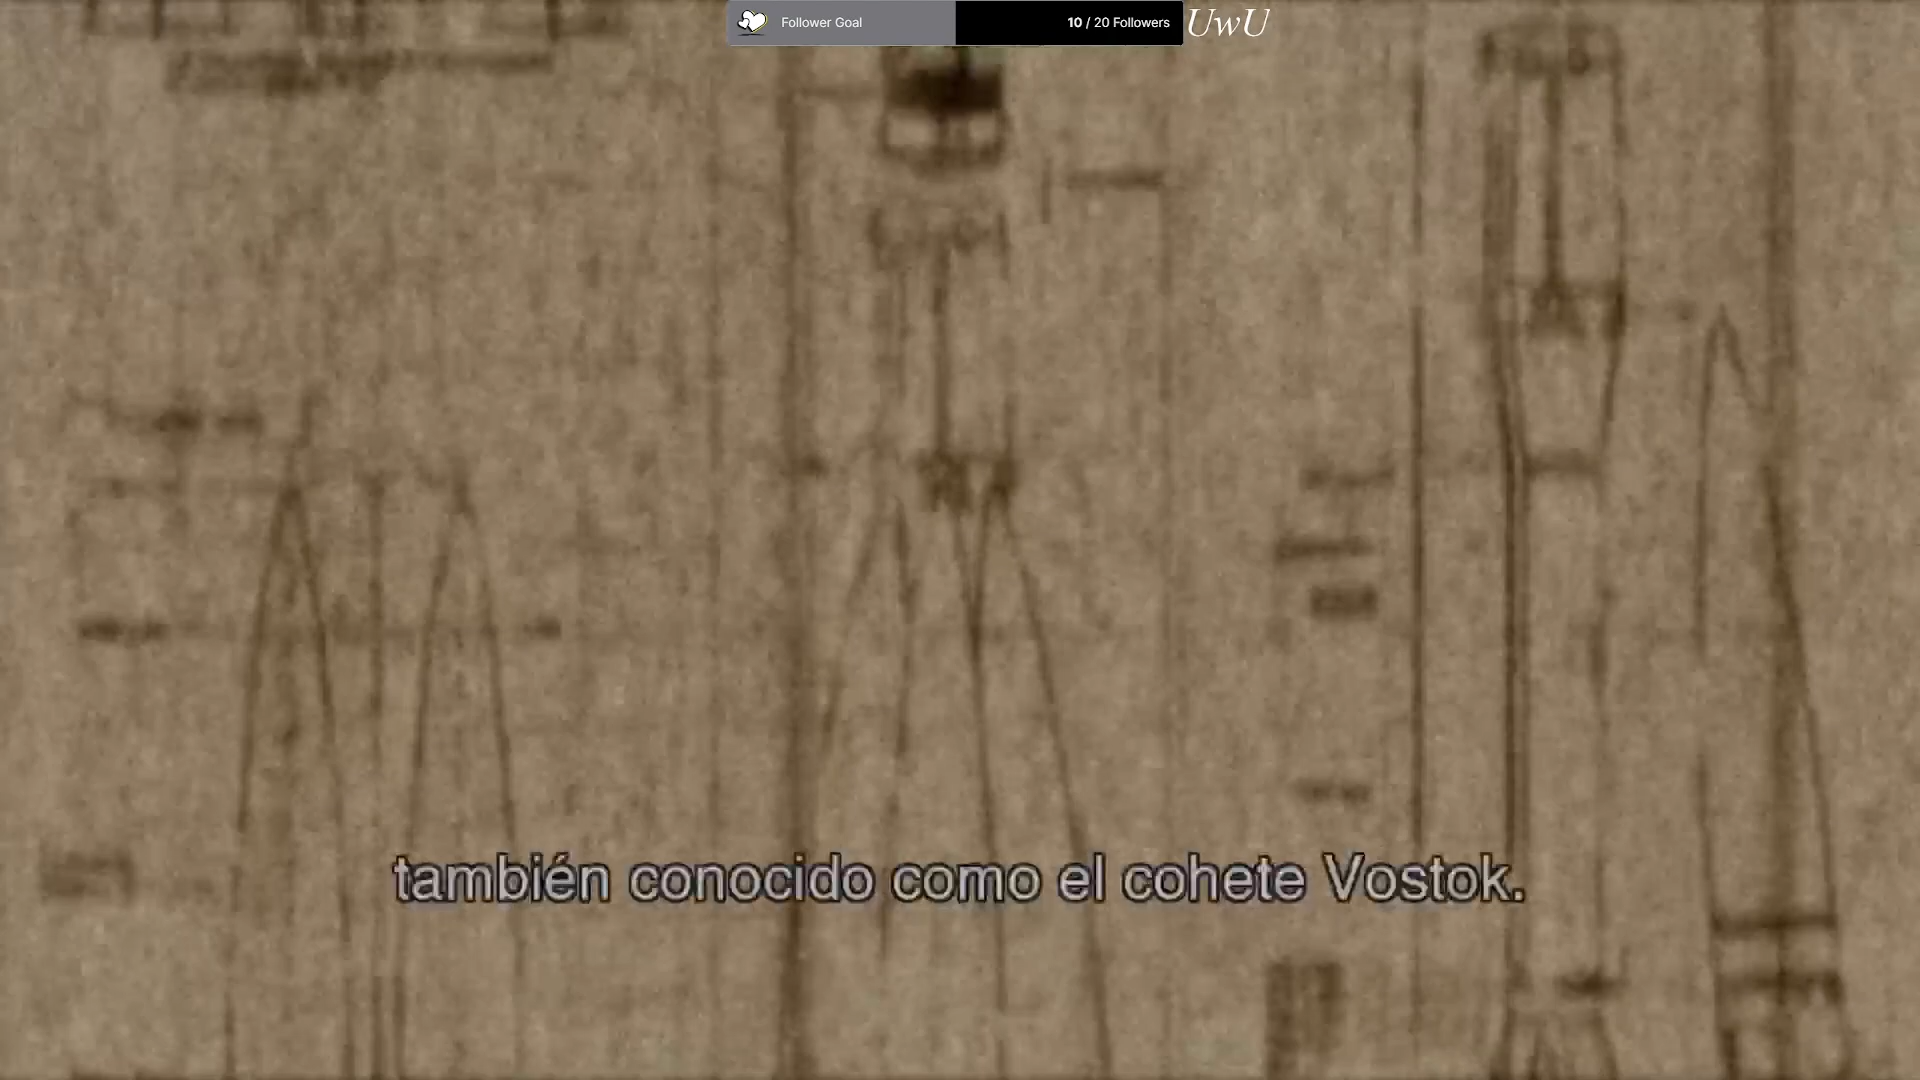 Follower Goal
10 / 20 Followers
UwU
también conocido como el cohete Vostok.